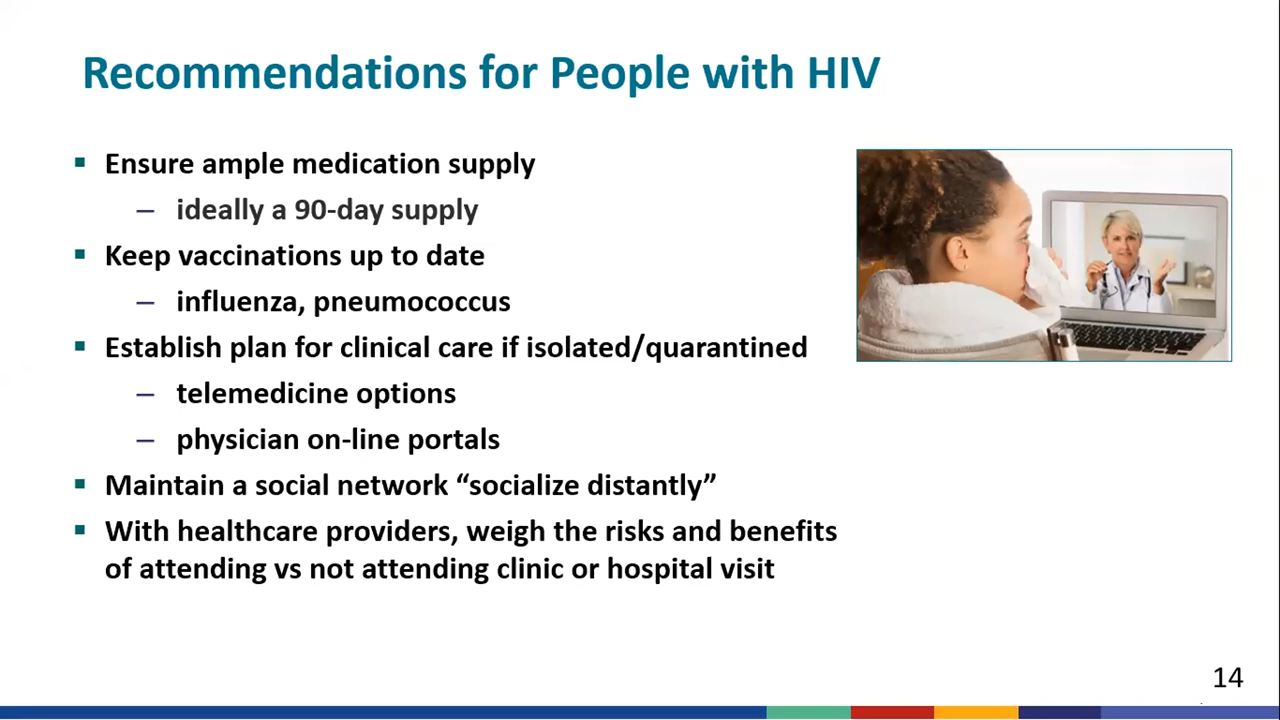 Recommendations for People with HIV
▪ Ensure ample medication supply
– ideally a 90-day supply
▪ Keep vaccinations up to date
– influenza, pneumococcus
▪ Establish plan for clinical care if isolated/quarantined
– telemedicine options
– physician on-line portals
▪ Maintain a social network “socialize distantly”
▪ With healthcare providers, weigh the risks and benefits
of attending vs not attending clinic or hospital visit
14